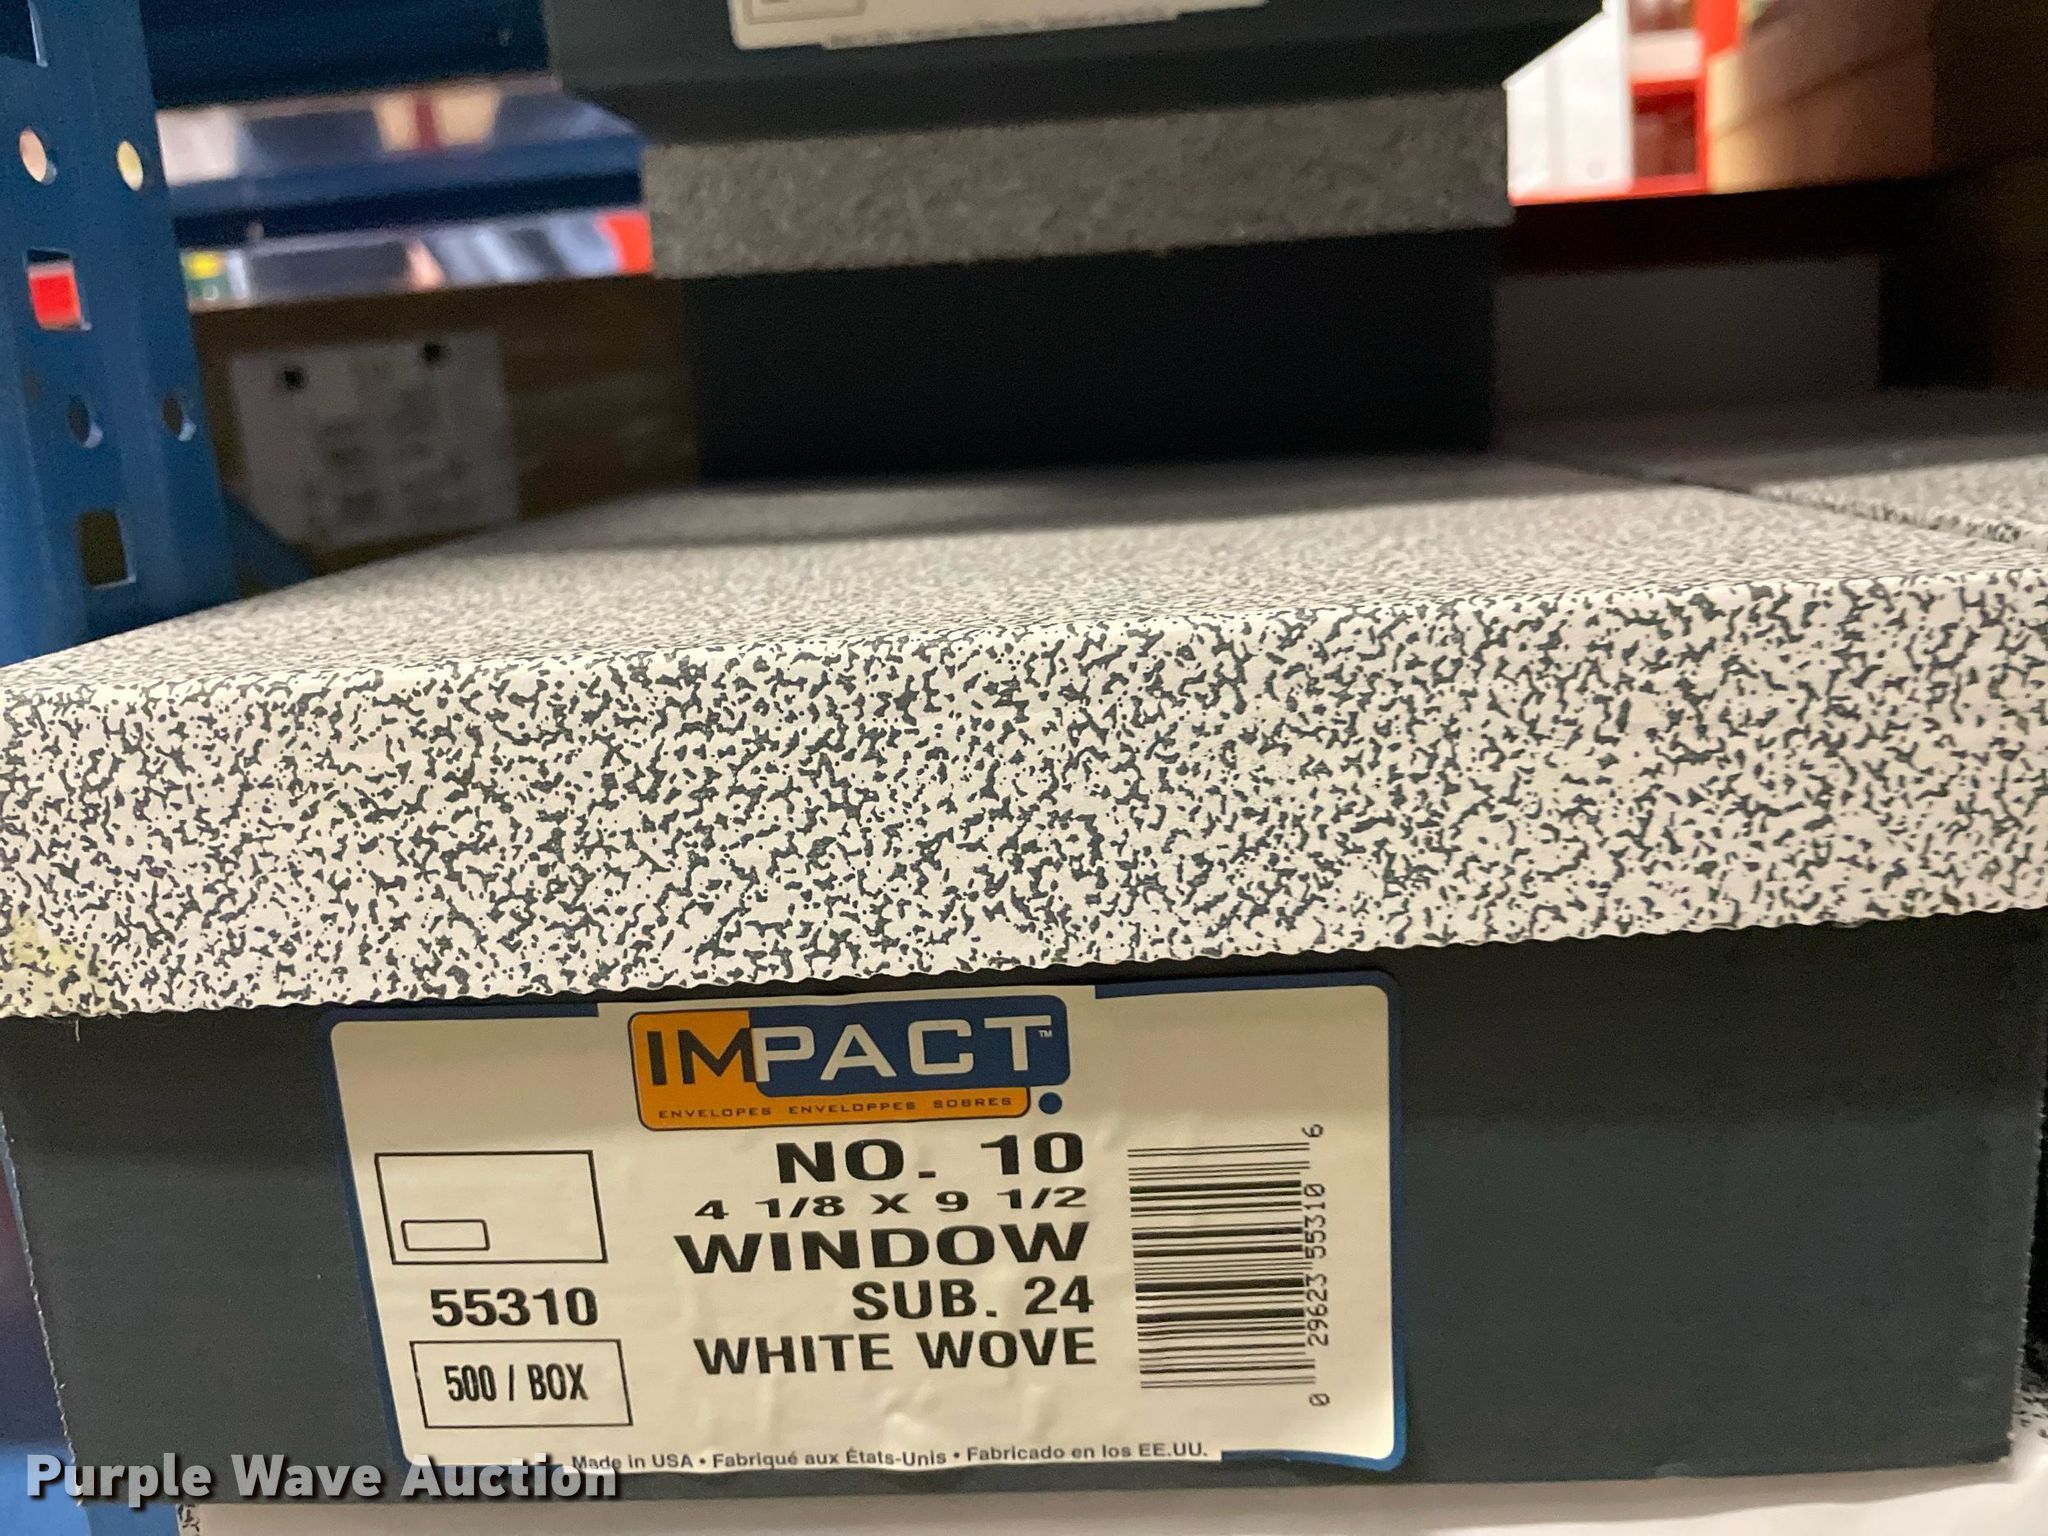 IMPACT™
ENVELOPES ENVELOPPES SOBRES
NO. 10
4 1/8 X 9 1/2
WINDOW
SUB. 24
WHITE WOVE
55310
500 / BOX
0 29623 55310 6
Made in USA • Fabriqué aux États-Unis • Fabricado en los EE.UU.
Purple Wave Auction